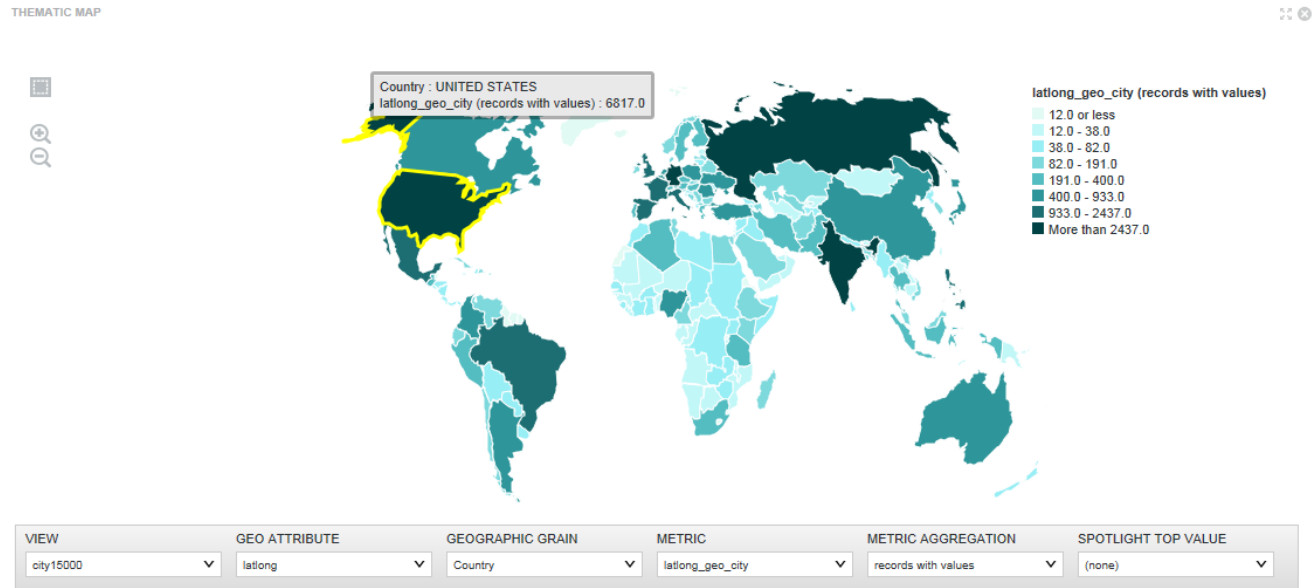 THEMATIC MAP
Country : UNITED STATES
latlong_geo_city (records with values) : 6817.0
latlong_geo_city (records with values)
12.0 or less
12.0 - 38.0
38.0 - 82.0
82.0 - 191.0
191.0 - 400.0
400.0 - 933.0
933.0 - 2437.0
More than 2437.0
VIEW GEO ATTRIBUTE GEOGRAPHIC GRAIN METRIC METRIC AGGREGATION SPOTLIGHT TOP VALUE
city15000 latlong Country latlong_geo_city records with values (none)